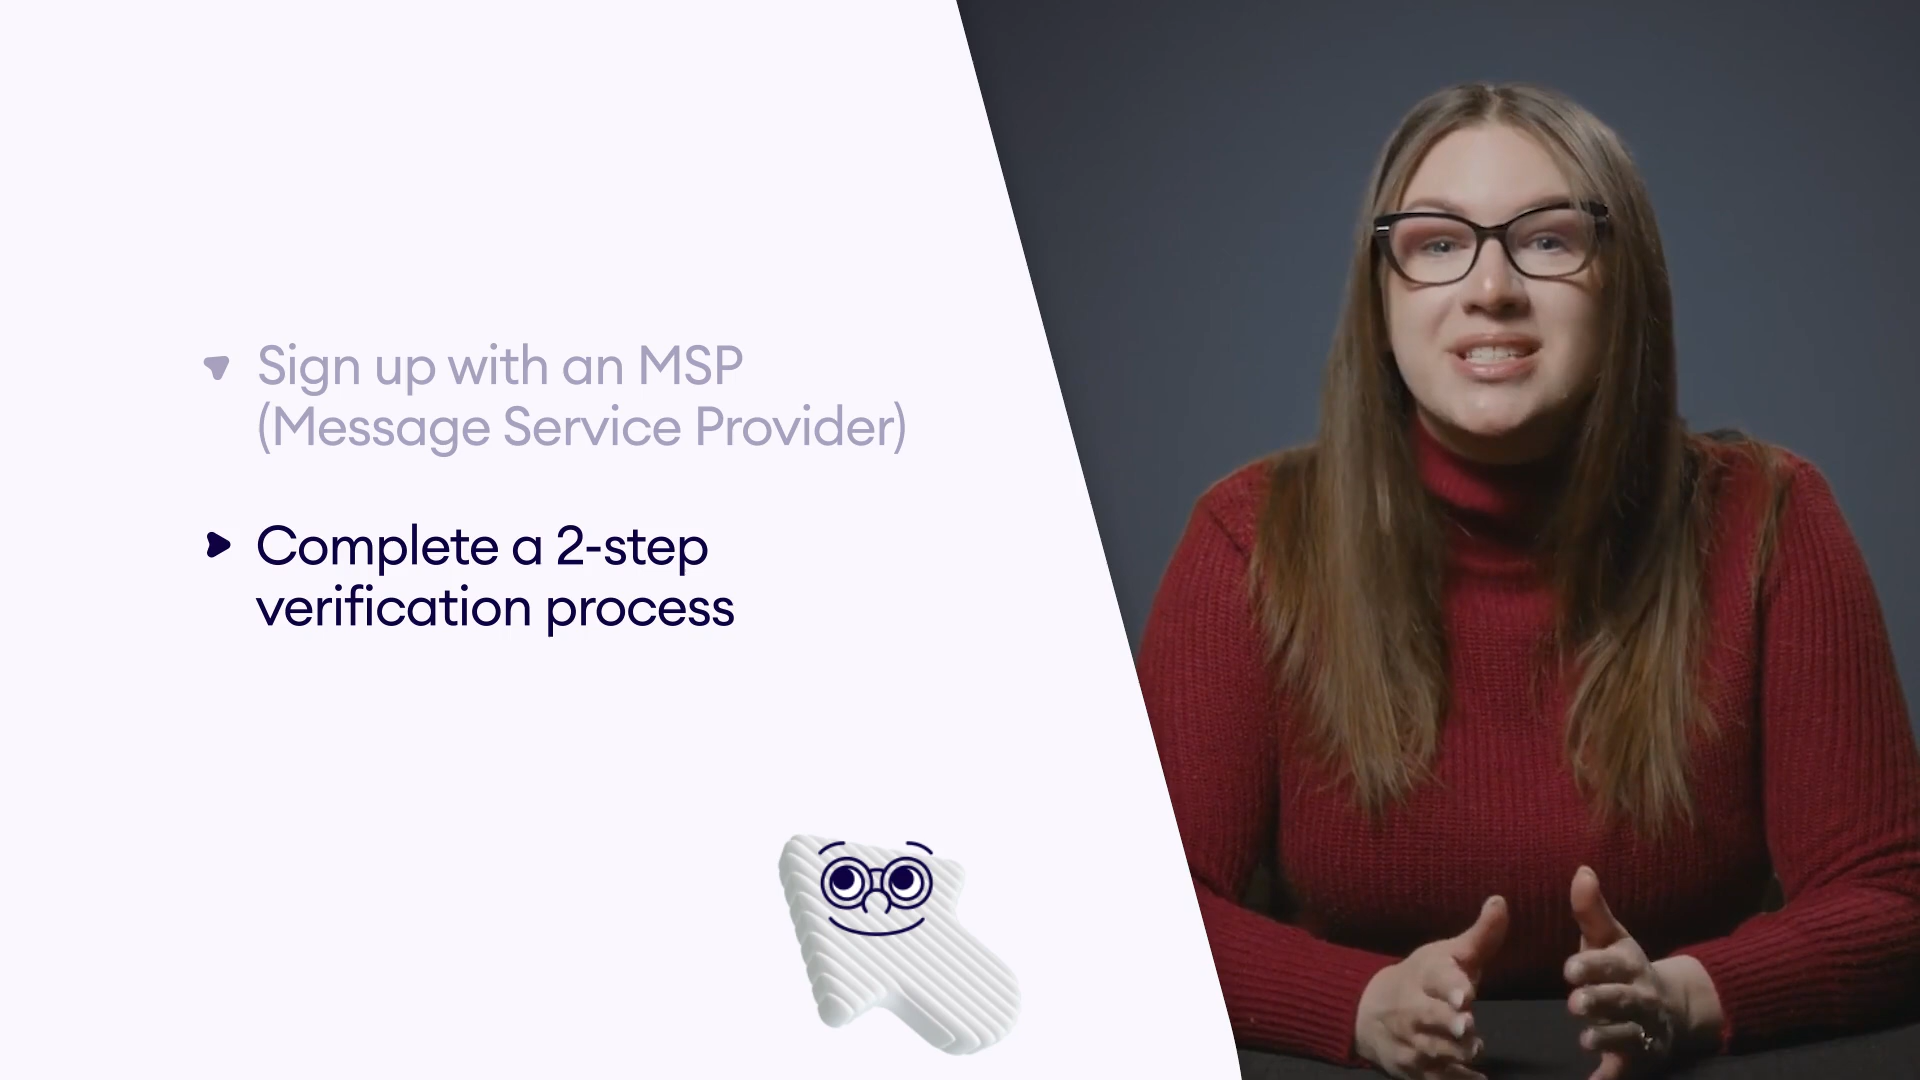 Sign up with an MSP
(Message Service Provider)
Complete a 2-step
verification process